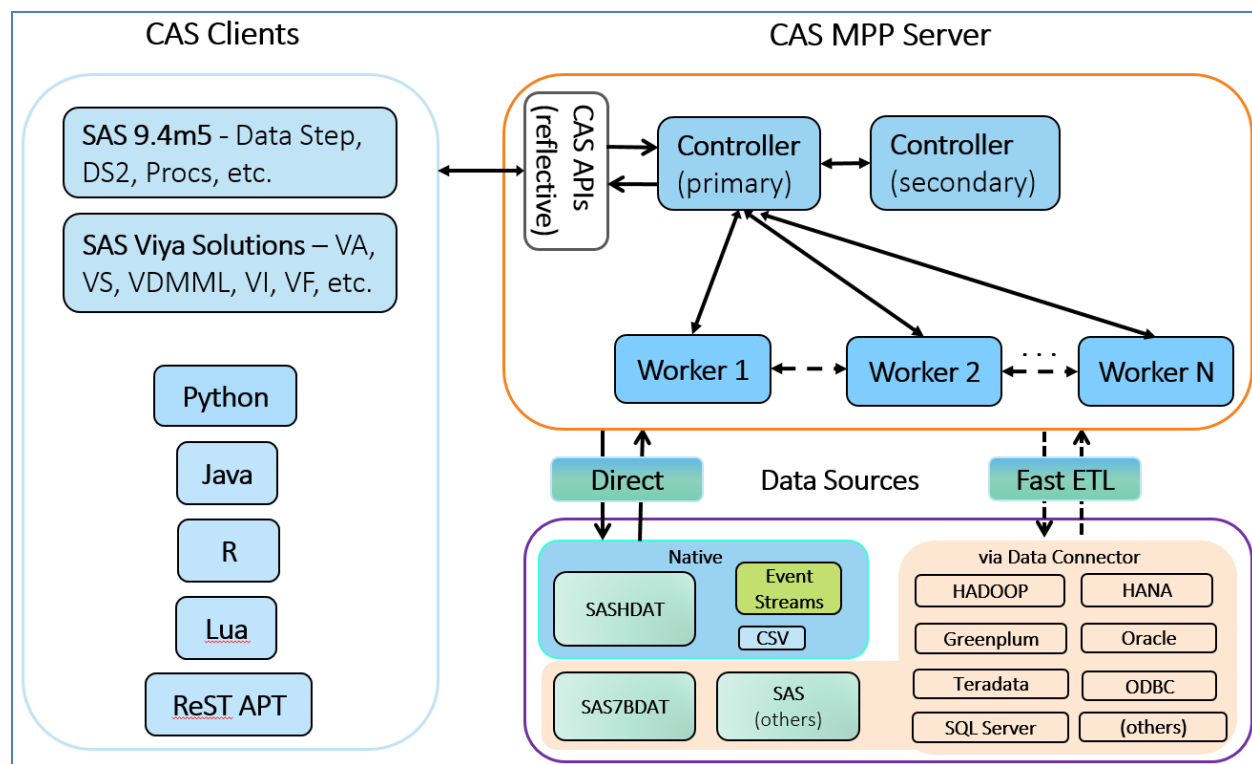 CAS Clients
SAS 9.4m5 - Data Step,
DS2, Procs, etc.
SAS Viya Solutions – VA,
VS, VDMML, VI, VF, etc.
Python
Java
R
Lua
ReST APT
CAS MPP Server
CAS APIs
(reflective)
Controller
(primary)
Controller
(secondary)
Worker 1
Worker 2
. . .
Worker N
Direct
Data Sources
Fast ETL
Native
SASHDAT
Event
Streams
CSV
SAS7BDAT
SAS
(others)
via Data Connector
HADOOP
HANA
Greenplum
Oracle
Teradata
ODBC
SQL Server
(others)